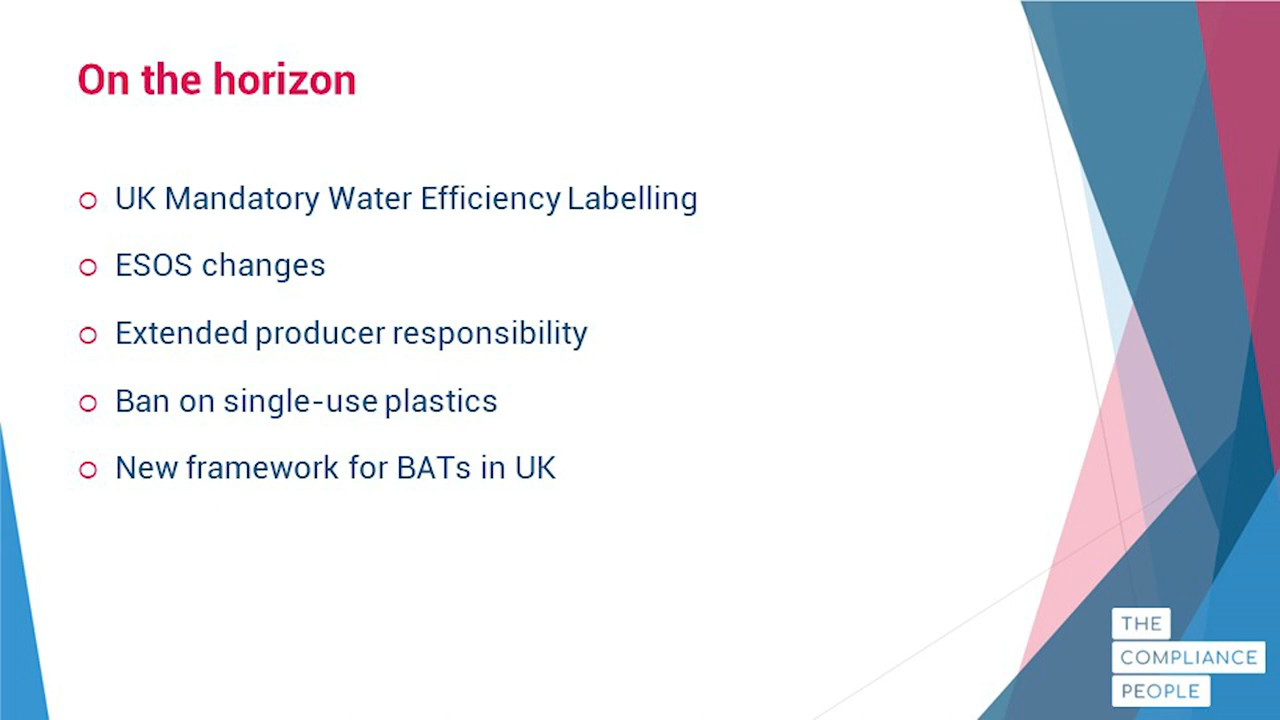 On the horizon
UK Mandatory Water Efficiency Labelling
ESOS changes
Extended producer responsibility
Ban on single-use plastics
New framework for BATs in UK
THE
COMPLIANCE
PEOPLE